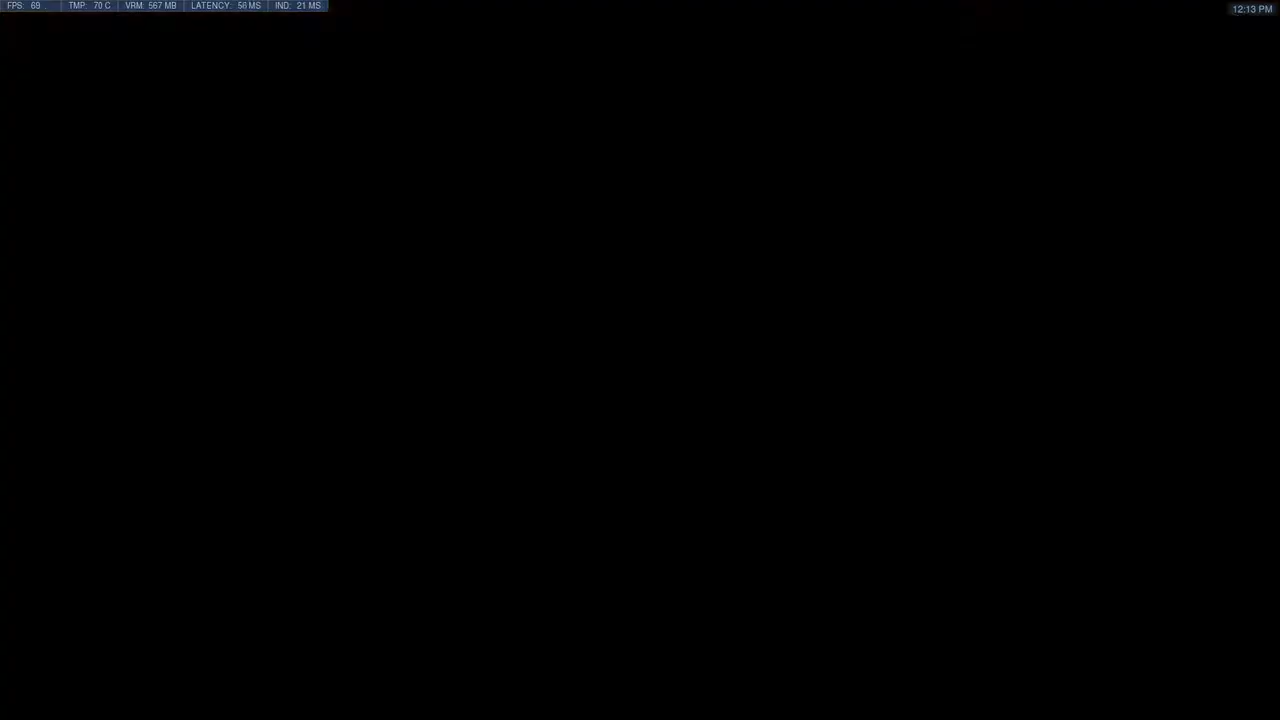 FPS: 69 | TMP: 70 C | VRM: 567 MB | LATENCY: 56 MS | IND: 21 MS
12:13 PM